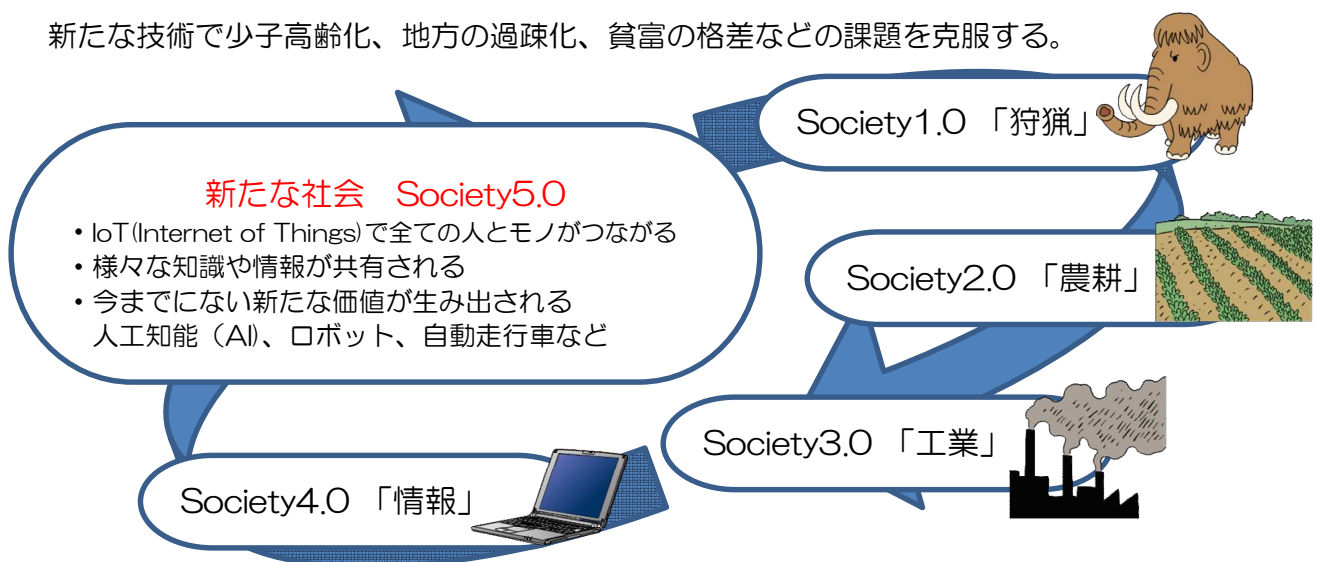 新たな技術で少子高齢化、地方の過疎化、貧富の格差などの課題を克服する。
Society1.0 「狩猟」
新たな社会　Society5.0
・IoT(Internet of Things)で全ての人とモノがつながる
・様々な知識や情報が共有される
・今までにない新たな価値が生み出される
人工知能（AI)、ロボット、自動走行車など
Society2.0 「農耕」
Society3.0 「工業」
Society4.0 「情報」